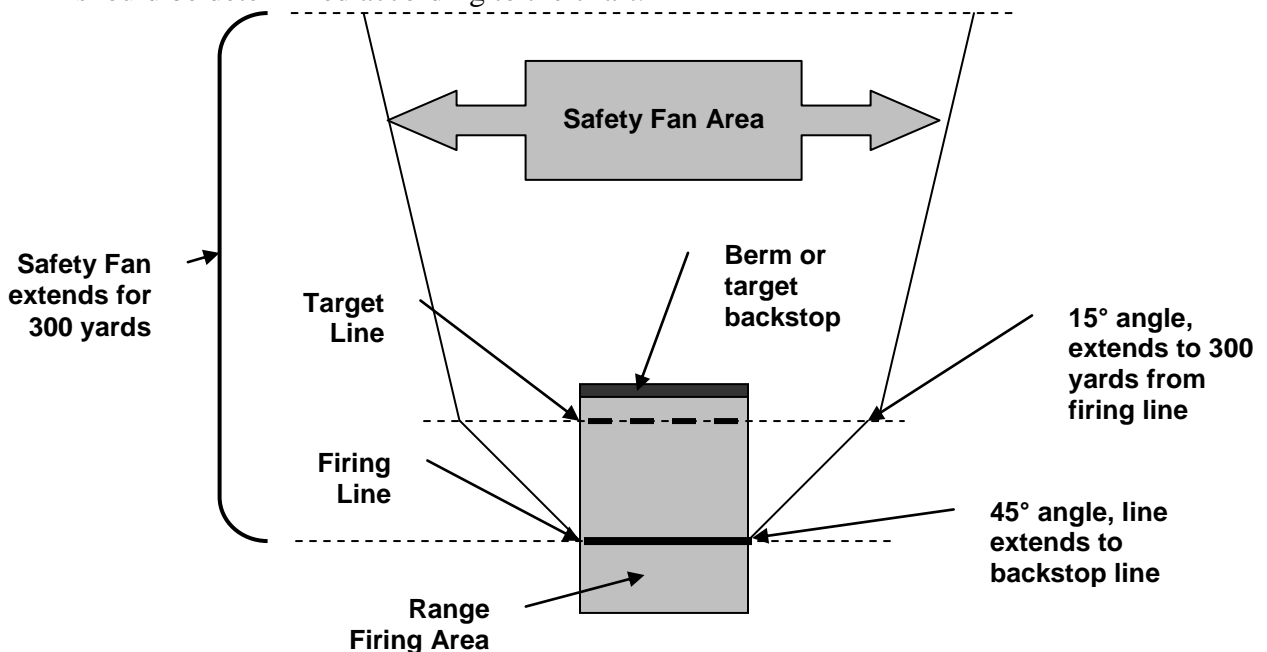 Safety Fan Area
Safety Fan
extends for
300 yards
Berm or
target
backstop
Target
Line
15° angle,
extends to 300
yards from
firing line
Firing
Line
45° angle, line
extends to
backstop line
Range
Firing Area